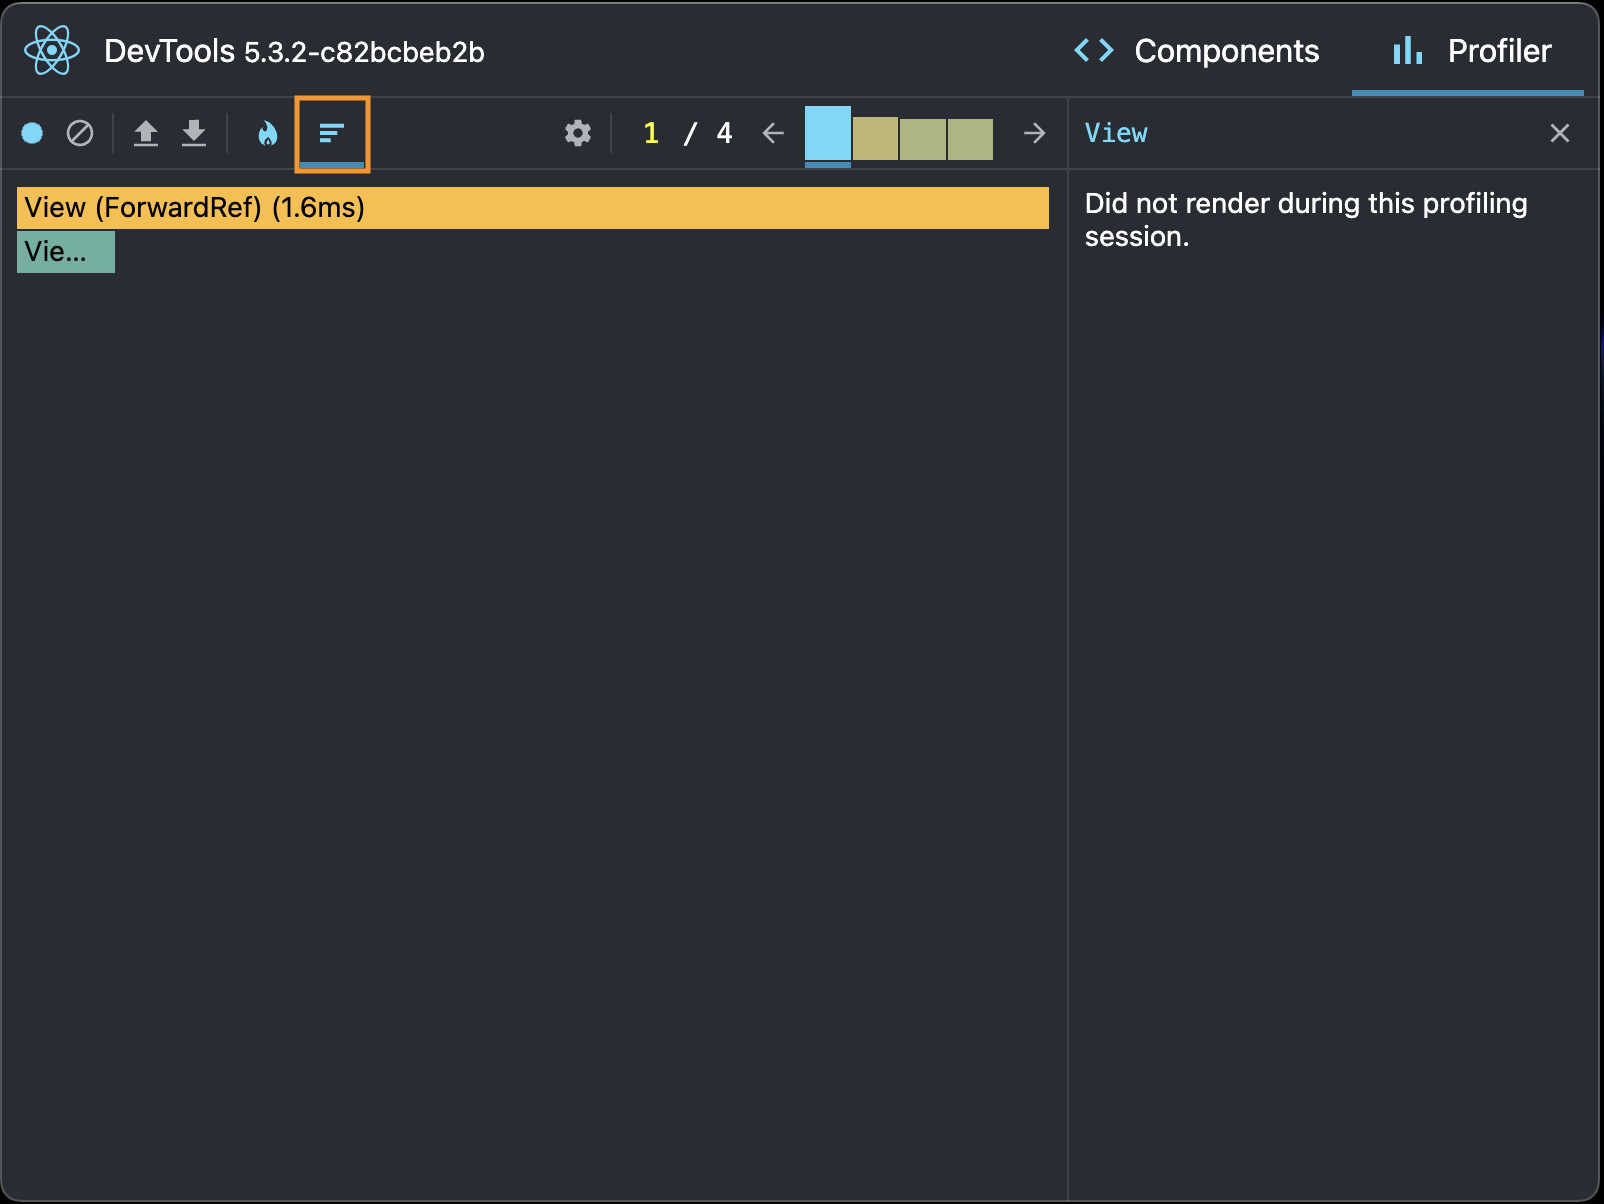 DevTools 5.3.2-c82bcbeb2b
Components
Profiler
1 / 4
View
View (ForwardRef) (1.6ms)
Vie...
Did not render during this profiling
session.